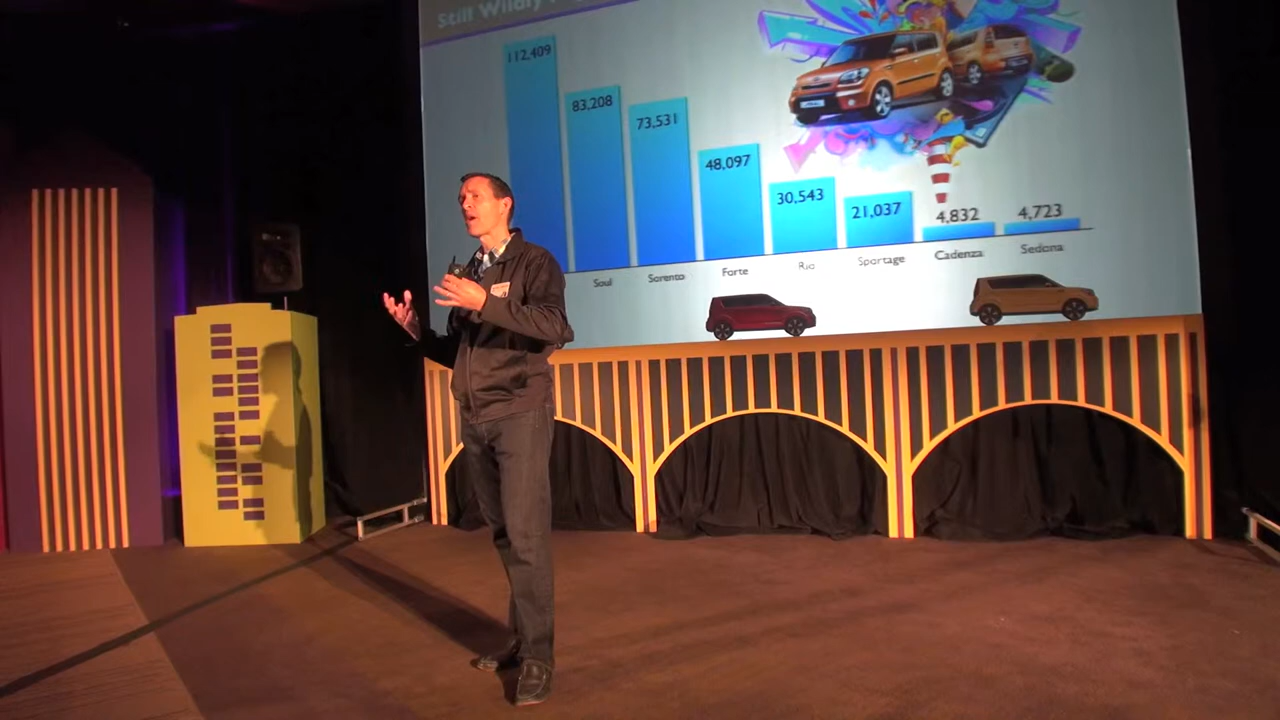 Still Wildly
112,409
83,208
73,531
48,097
30,543
21,037
4,832
4,723
Soul
Sorento
Forte
Rio
Sportage
Cadenza
Sedona